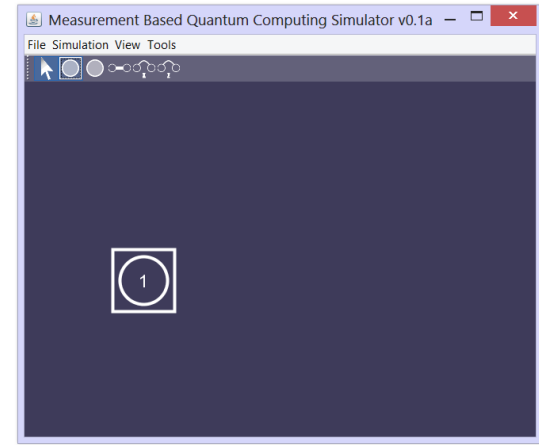 Measurement Based Quantum Computing Simulator v0.1a
File Simulation View Tools
1